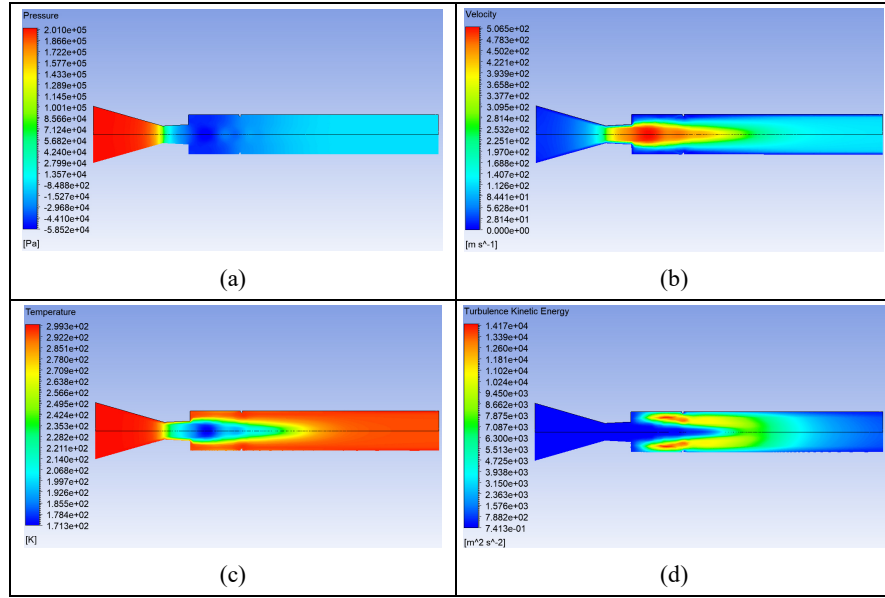 Pressure
2.010e+05
1.866e+05
1.722e+05
1.577e+05
1.433e+05
1.289e+05
1.145e+05
1.001e+05
8.566e+04
7.124e+04
5.682e+04
4.240e+04
2.799e+04
1.357e+04
-8.488e+02
-1.527e+04
-2.968e+04
-4.410e+04
-5.852e+04
[Pa]
(a)
Velocity
5.065e+02
4.783e+02
4.502e+02
4.221e+02
3.939e+02
3.658e+02
3.377e+02
3.095e+02
2.814e+02
2.532e+02
2.251e+02
1.970e+02
1.688e+02
1.407e+02
1.126e+02
8.441e+01
5.628e+01
2.814e+01
0.000e+00
[m s^-1]
(b)
Temperature
2.993e+02
2.922e+02
2.851e+02
2.780e+02
2.709e+02
2.638e+02
2.566e+02
2.495e+02
2.424e+02
2.353e+02
2.282e+02
2.211e+02
2.140e+02
2.068e+02
1.997e+02
1.926e+02
1.855e+02
1.784e+02
1.713e+02
[K]
(c)
Turbulence Kinetic Energy
1.417e+04
1.339e+04
1.260e+04
1.181e+04
1.102e+04
1.024e+04
9.450e+03
8.662e+03
7.875e+03
7.087e+03
6.300e+03
5.513e+03
4.725e+03
3.938e+03
3.150e+03
2.363e+03
1.576e+03
7.882e+02
7.413e-01
[m^2 s^-2]
(d)